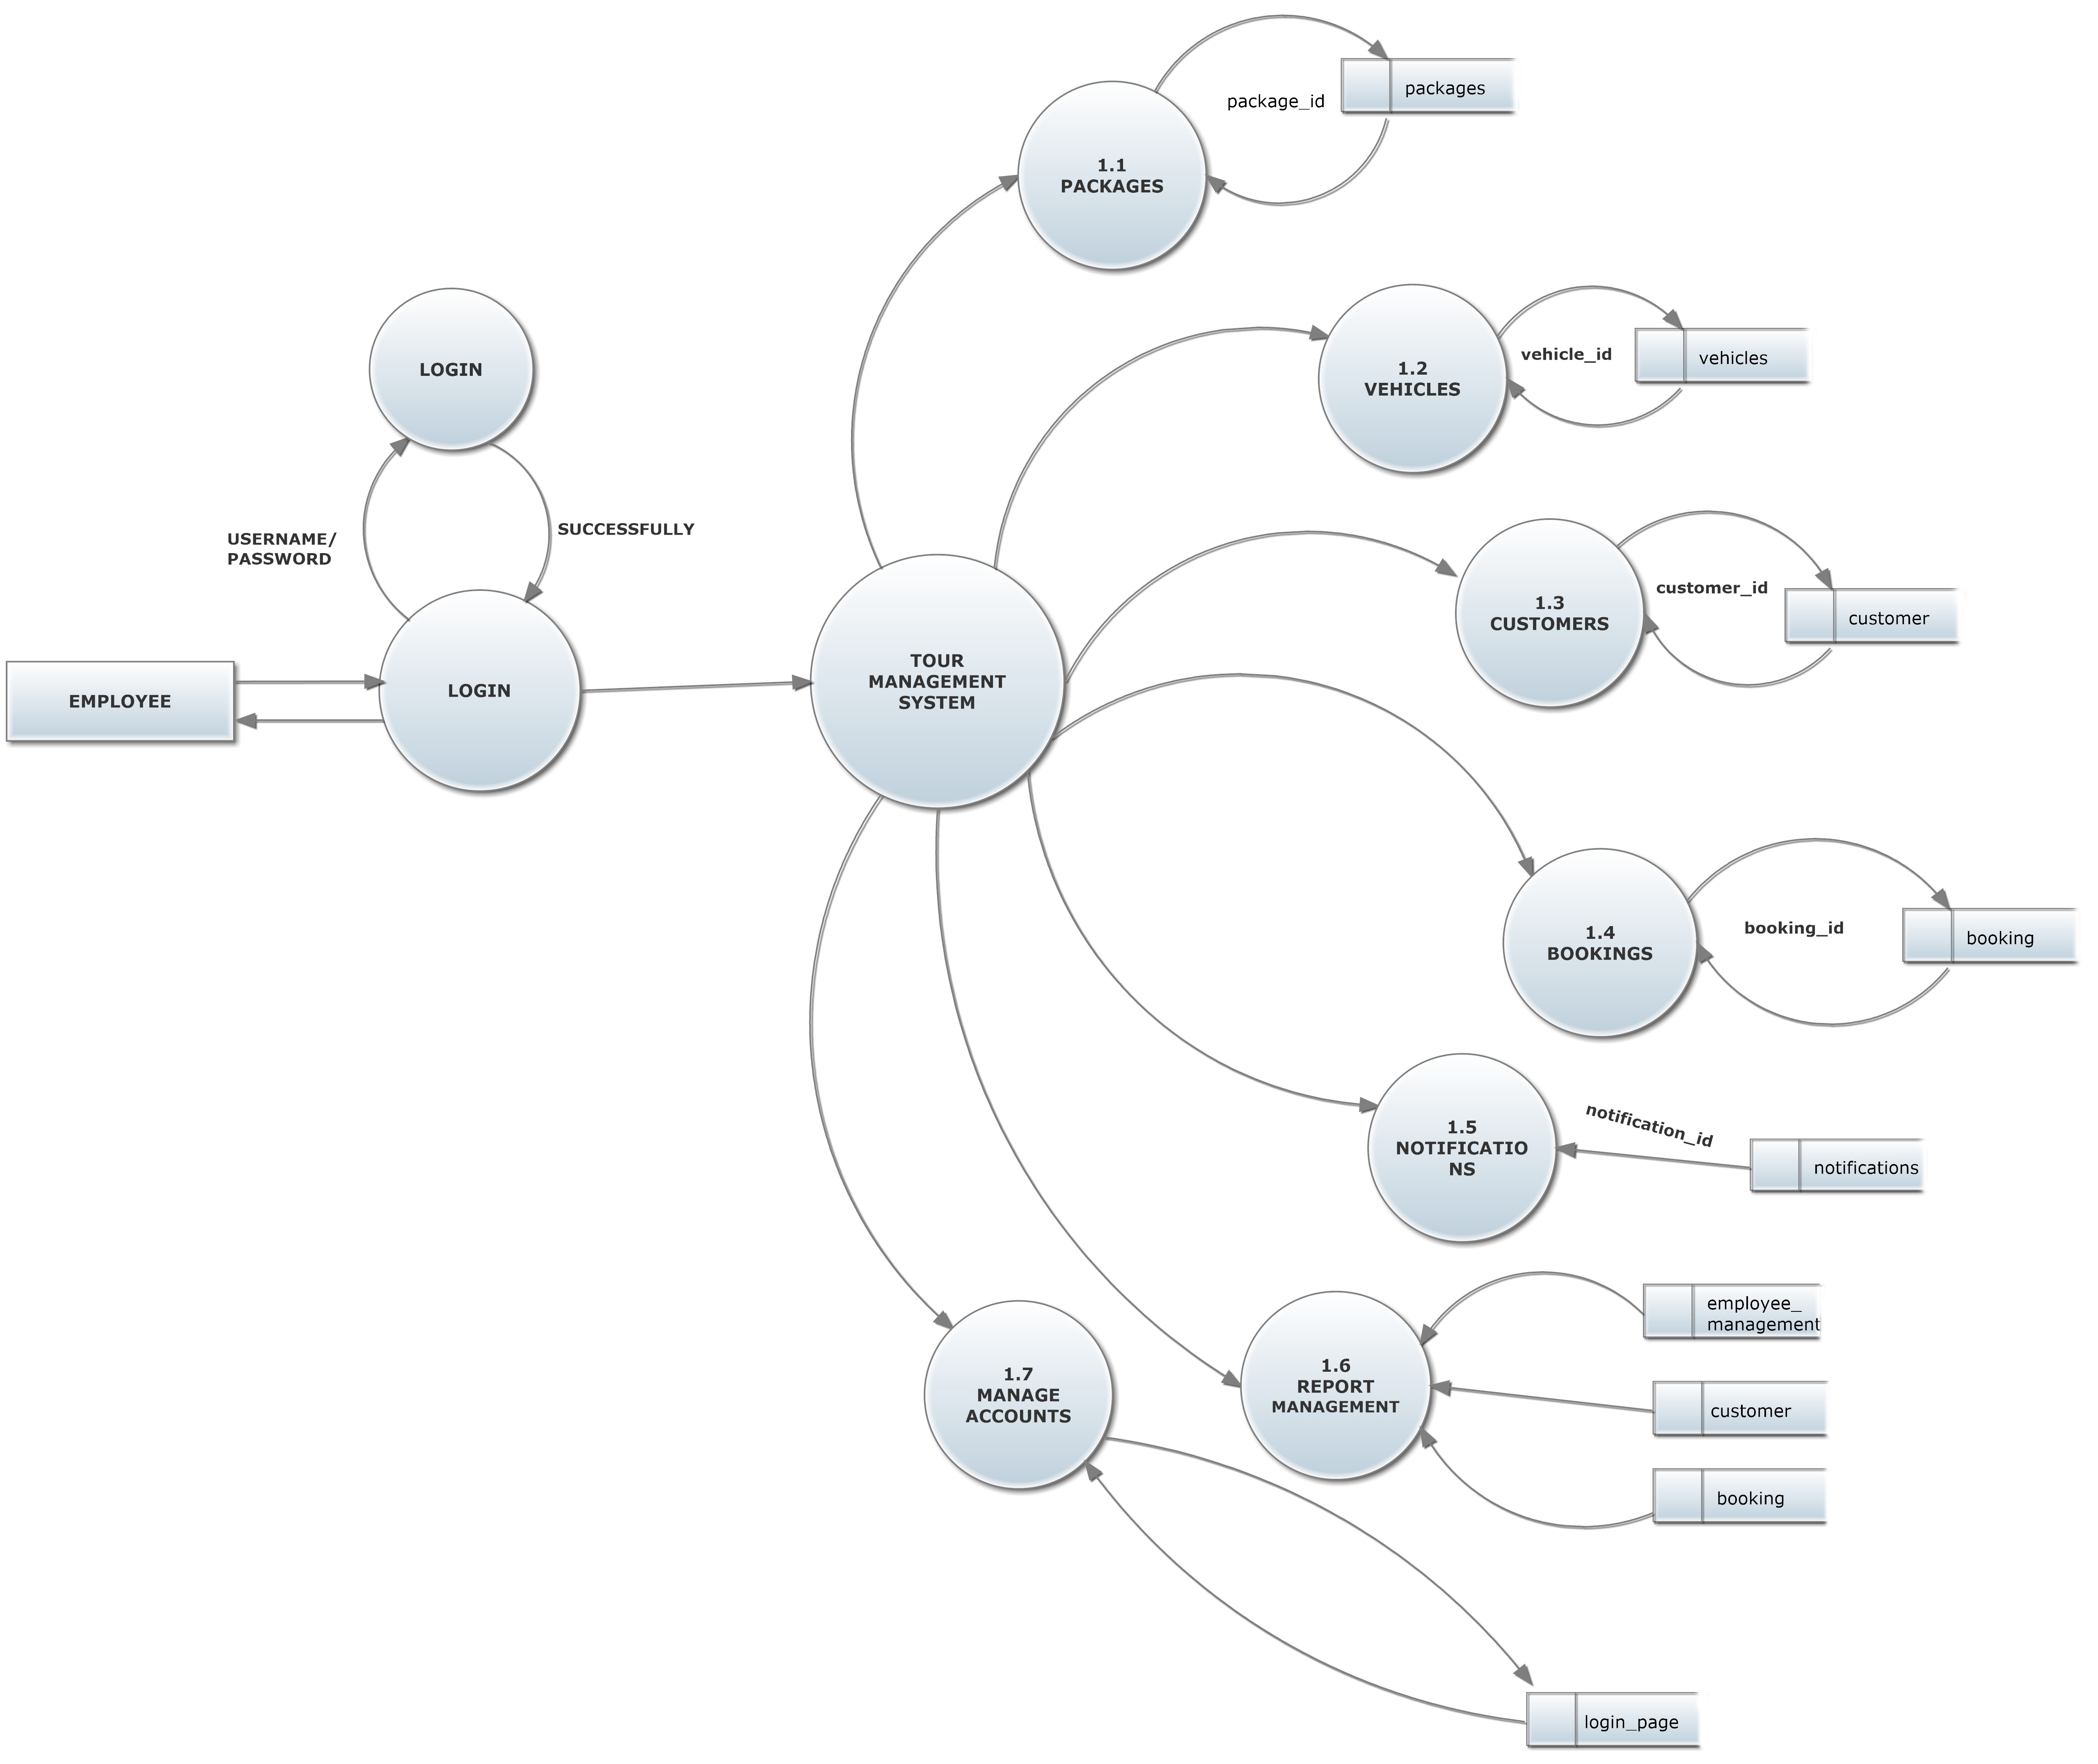 packages
package_id
1.1
PACKAGES
vehicle_id
vehicles
1.2
VEHICLES
LOGIN
USERNAME/
PASSWORD
SUCCESSFULLY
customer_id
1.3
CUSTOMERS
customer
EMPLOYEE
LOGIN
TOUR
MANAGEMENT
SYSTEM
booking_id
1.4
BOOKINGS
booking
notification_id
1.5
NOTIFICATIO
NS
notifications
employee_
management
1.6
REPORT
MANAGEMENT
customer
1.7
MANAGE
ACCOUNTS
booking
login_page